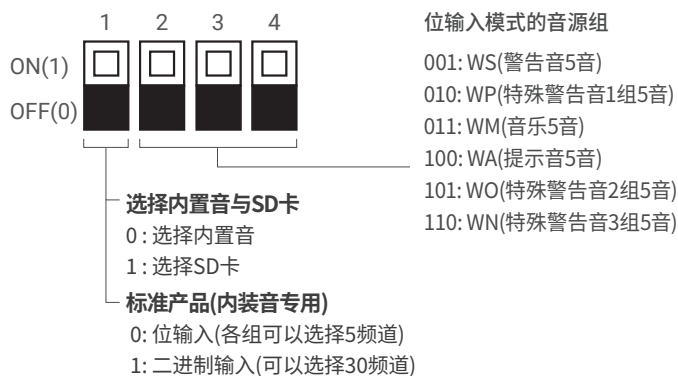 1 2 3 4
ON(1)
OFF(0)
位输入模式的音源组
001: WS(警告音5音)
010: WP(特殊警告音1组5音)
011: WM(音乐5音)
100: WA(提示音5音)
101: WO(特殊警告音2组5音)
110: WN(特殊警告音3组5音)
选择内置音与SD卡
0 : 选择内置音
1 : 选择SD卡
标准产品(内装音专用)
0: 位输入(各组可以选择5频道)
1: 二进制输入(可以选择30频道)